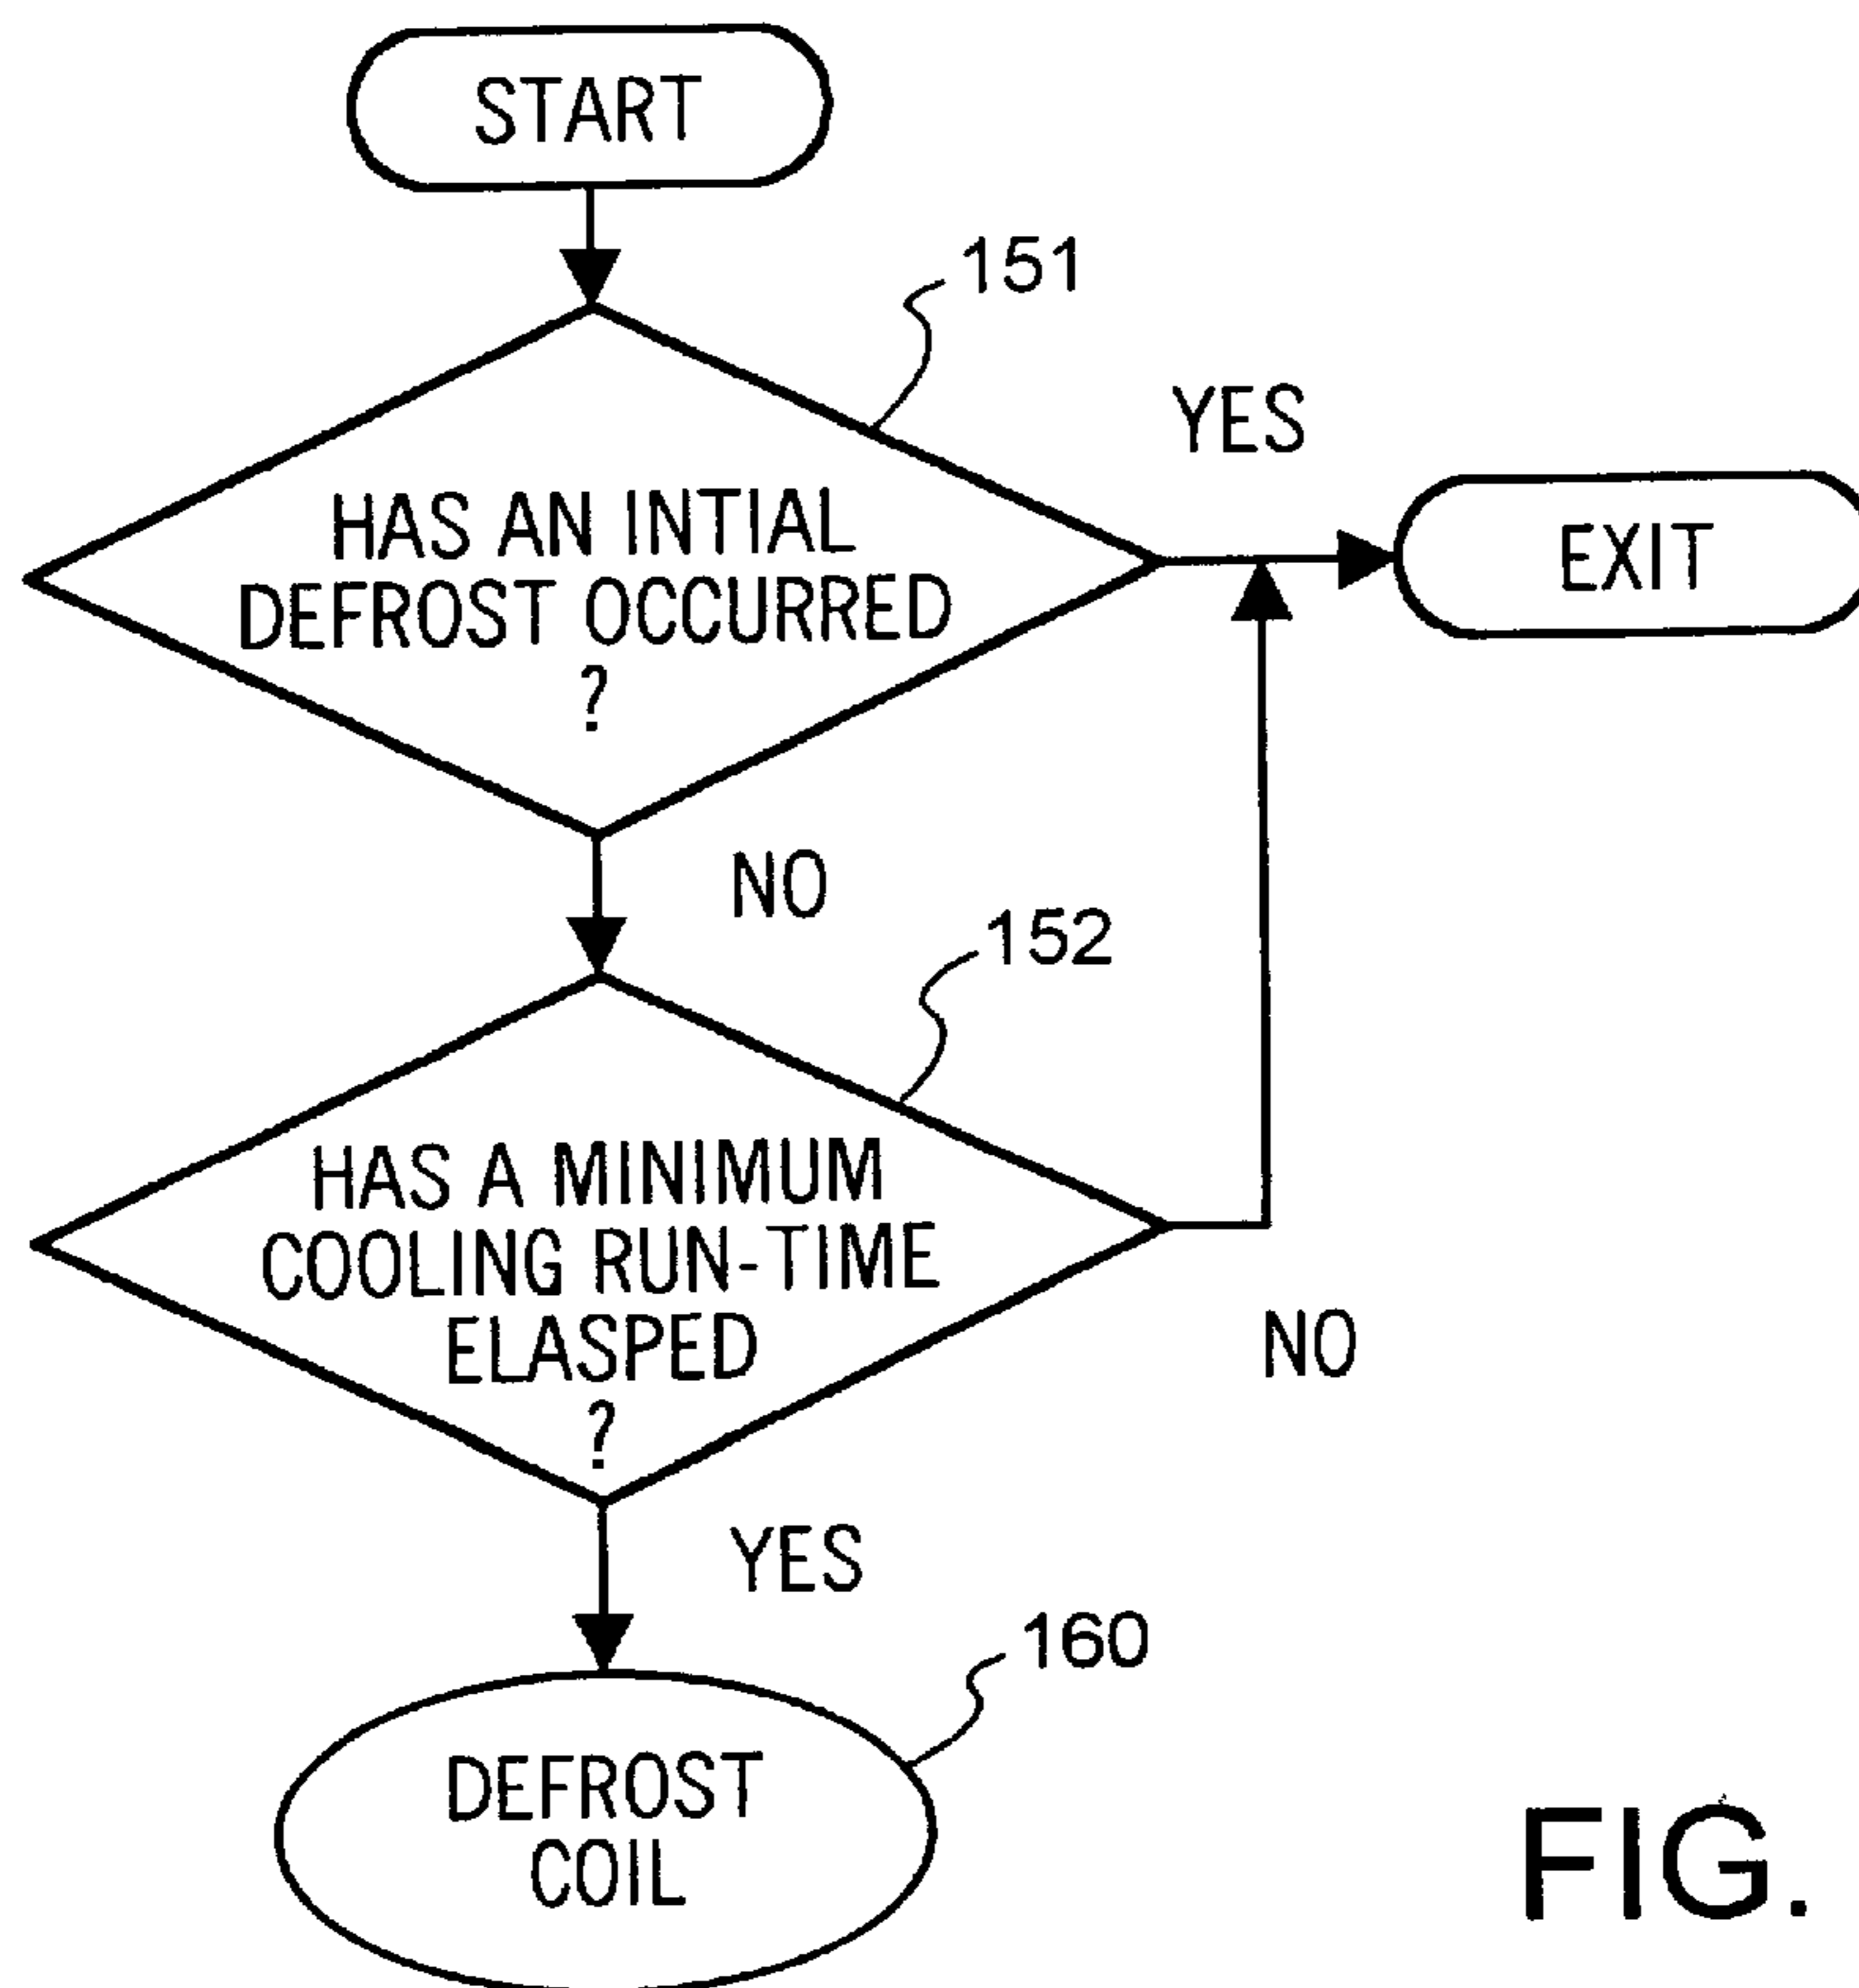 START
151
YES
HAS AN INTIAL
DEFROST OCCURRED
?
EXIT
NO
152
HAS A MINIMUM
COOLING RUN-TIME
ELASPED
?
NO
YES
160
DEFROST
COIL
FIG.